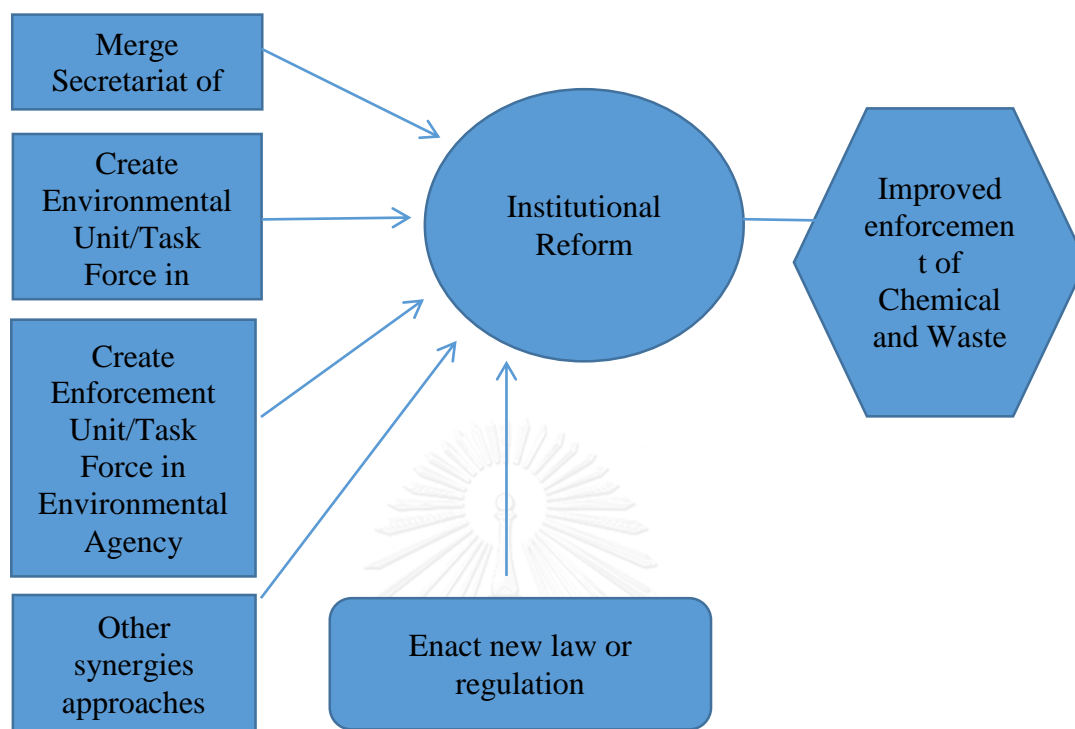 Merge
Secretariat of
Create
Environmental
Unit/Task
Force in
Create
Enforcement
Unit/Task
Force in
Environmental
Agency
Other
synergies
approaches
Institutional
Reform
Enact new law or
regulation
Improved
enforcemen
t of
Chemical
and Waste